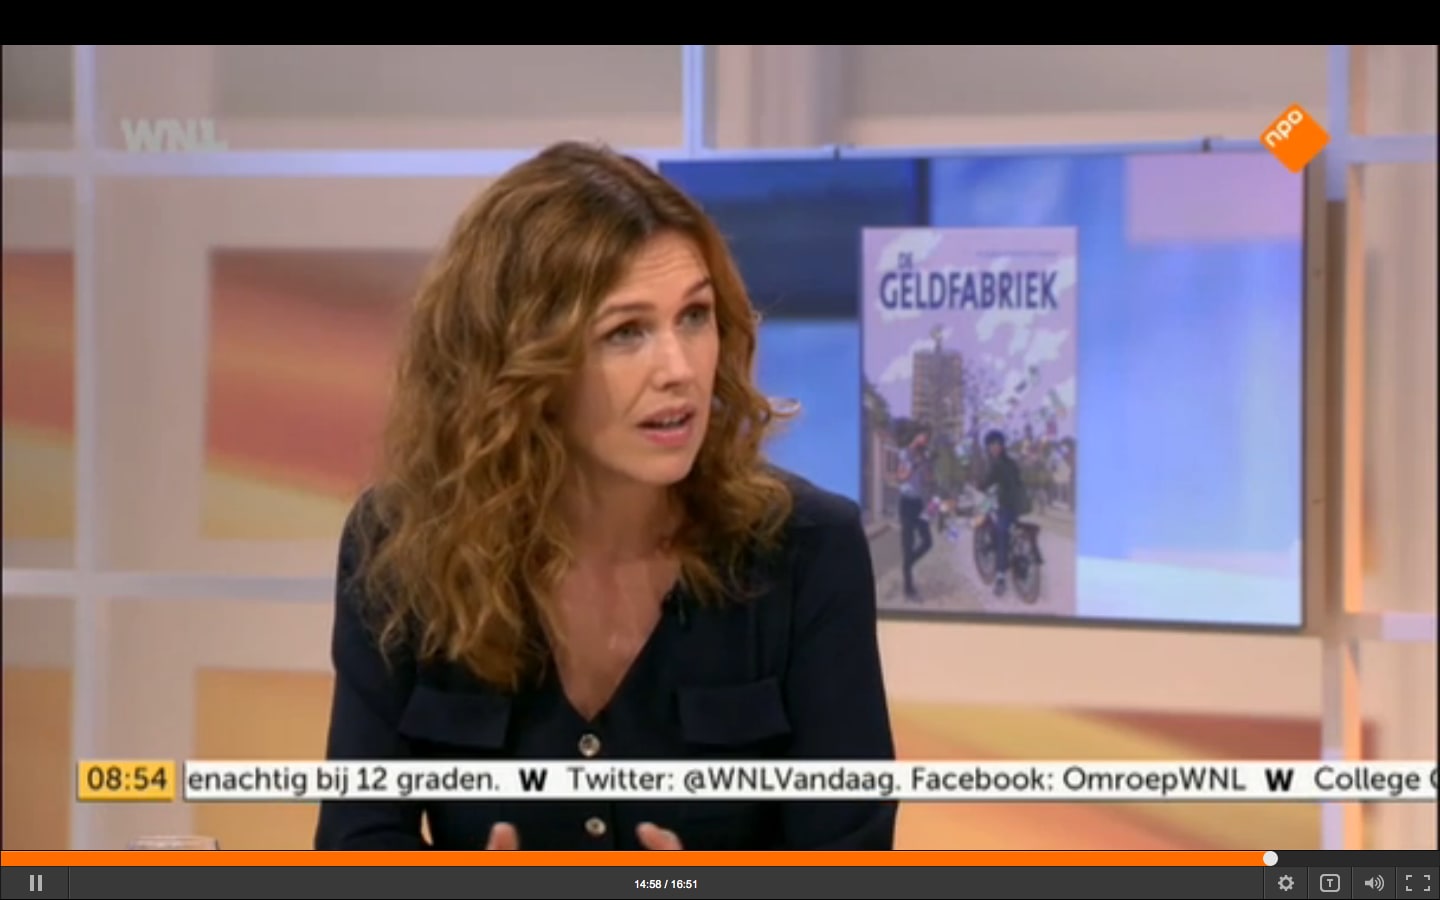 WNL
npo
DE
GELDFABRIEK
08:54 enachtig bij 12 graden. W Twitter: @WNLVandaag. Facebook: OmroepWNL W College
14:58 / 16:51
T